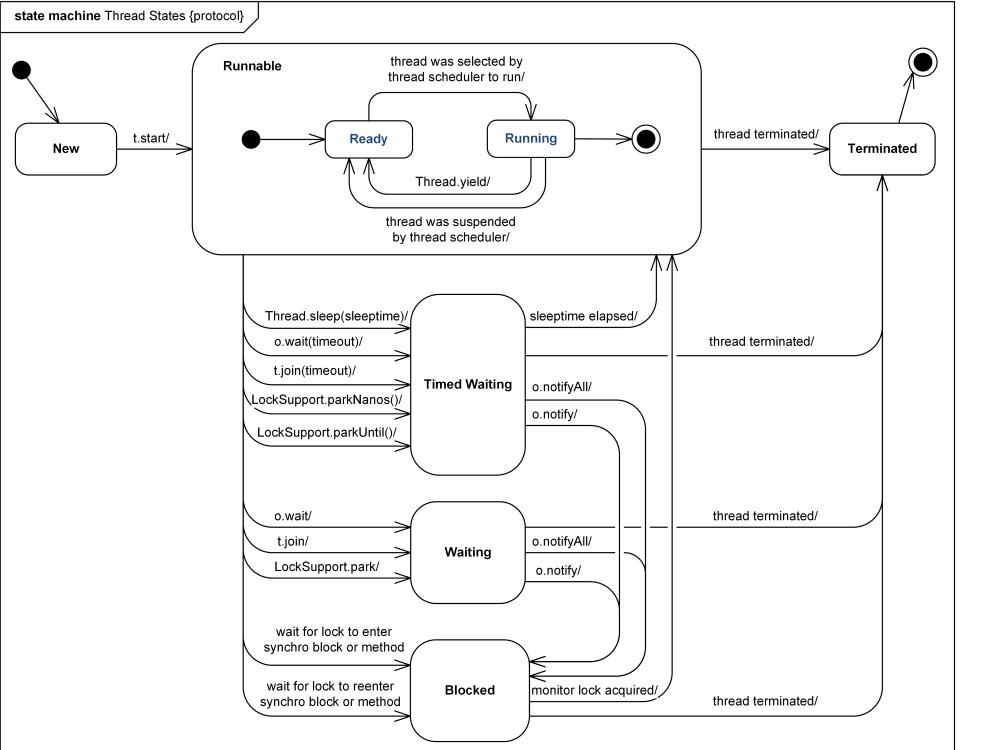 state machine Thread States {protocol}
Runnable
thread was selected by
thread scheduler to run/
New
t.start/
Ready
Running
thread terminated/
Terminated
Thread.yield/
thread was suspended
by thread scheduler/
Thread.sleep(sleeptime)/
o.wait(timeout)/
t.join(timeout)/
LockSupport.parkNanos()/
LockSupport.parkUntil()/
Timed Waiting
sleeptime elapsed/
thread terminated/
o.notifyAll/
o.notify/
o.wait/
t.join/
LockSupport.park/
Waiting
thread terminated/
o.notifyAll/
o.notify/
wait for lock to enter
synchro block or method
wait for lock to reenter
synchro block or method
Blocked
monitor lock acquired/
thread terminated/